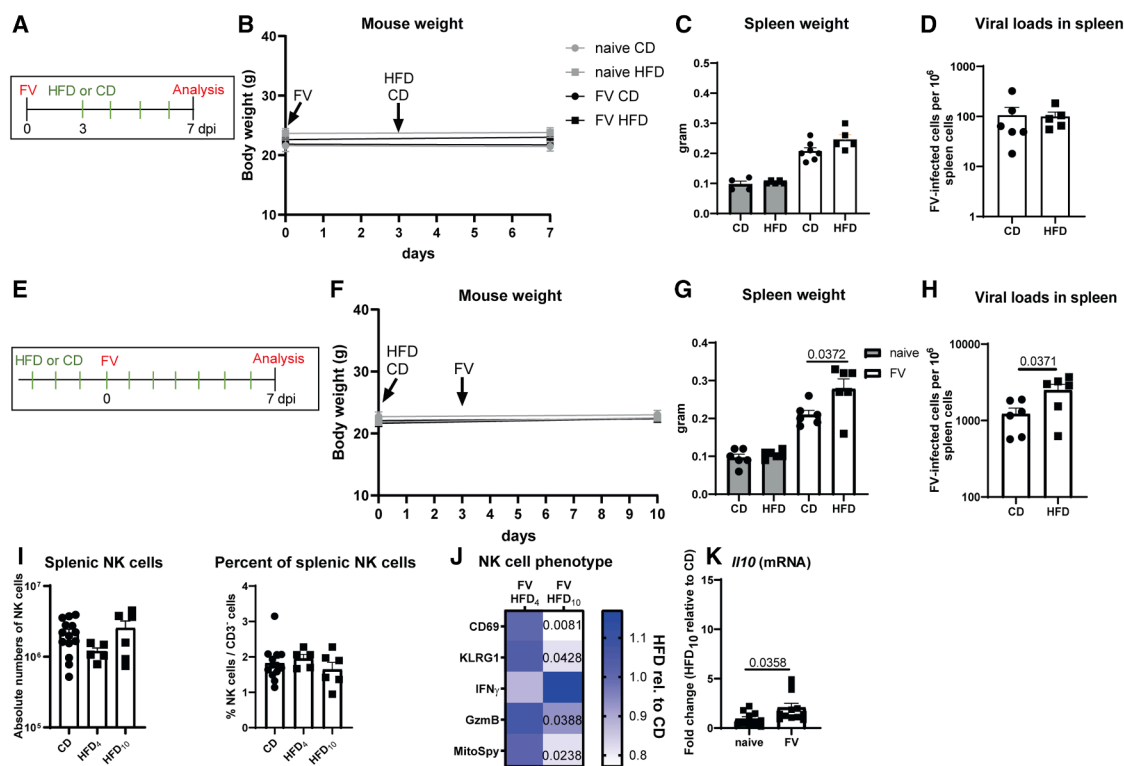 A
FV HFD or CD Analysis
0 3 7 dpi
B
Mouse weight
Body weight (g)
40
30
20
10
FV
HFD
CD
0 1 2 3 4 5 6 7
days
naive CD
naive HFD
FV CD
FV HFD
C
Spleen weight
gram
0.5
0.4
0.3
0.2
0.1
0.0
CD HFD CD HFD
D
Viral loads in spleen
FV-infected cells per 10⁶
spleen cells
1000
100
10
1
CD HFD
E
HFD or CD FV Analysis
0 7 dpi
F
Mouse weight
Body weight (g)
40
30
20
10
HFD
CD
FV
0 1 2 3 4 5 6 7 8 9 10
days
G
Spleen weight
gram
0.4
0.3
0.2
0.1
0.0
0.0372
naive
FV
CD HFD CD HFD
H
Viral loads in spleen
FV-infected cells per 10⁶
spleen cells
10000
1000
100
0.0371
CD HFD
I
Splenic NK cells
Absolute numbers of NK cells
10⁷
10⁶
10⁵
CD HFD₄ HFD₁₀
Percent of splenic NK cells
% NK cells / CD3⁻ cells
4
3
2
1
0
CD HFD₄ HFD₁₀
J
NK cell phenotype
FV FV
HFD₄ HFD₁₀
CD69 0.0081
KLRG1 0.0428
IFNγ
GzmB 0.0388
MitoSpy 0.0238
1.1
1.0
0.9
0.8
HFD rel. to CD
K
Il10 (mRNA)
Fold change (HFD₁₀ relative to CD)
15
10
5
0
0.0358
naive FV